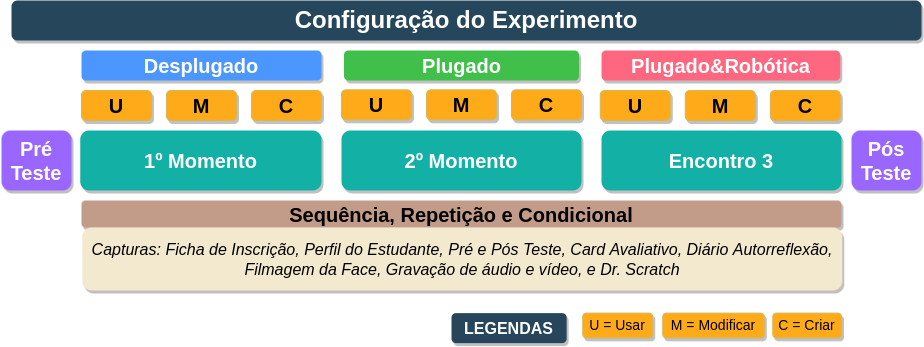 Configuração do Experimento
Desplugado Plugado Plugado&Robótica
U M C U M C U M C
Pré
Teste
1º Momento 2º Momento Encontro 3
Pós
Teste
Sequência, Repetição e Condicional
Capturas: Ficha de Inscrição, Perfil do Estudante, Pré e Pós Teste, Card Avaliativo, Diário Autorreflexão,
Filmagem da Face, Gravação de áudio e vídeo, e Dr. Scratch
LEGENDAS U = Usar M = Modificar C = Criar